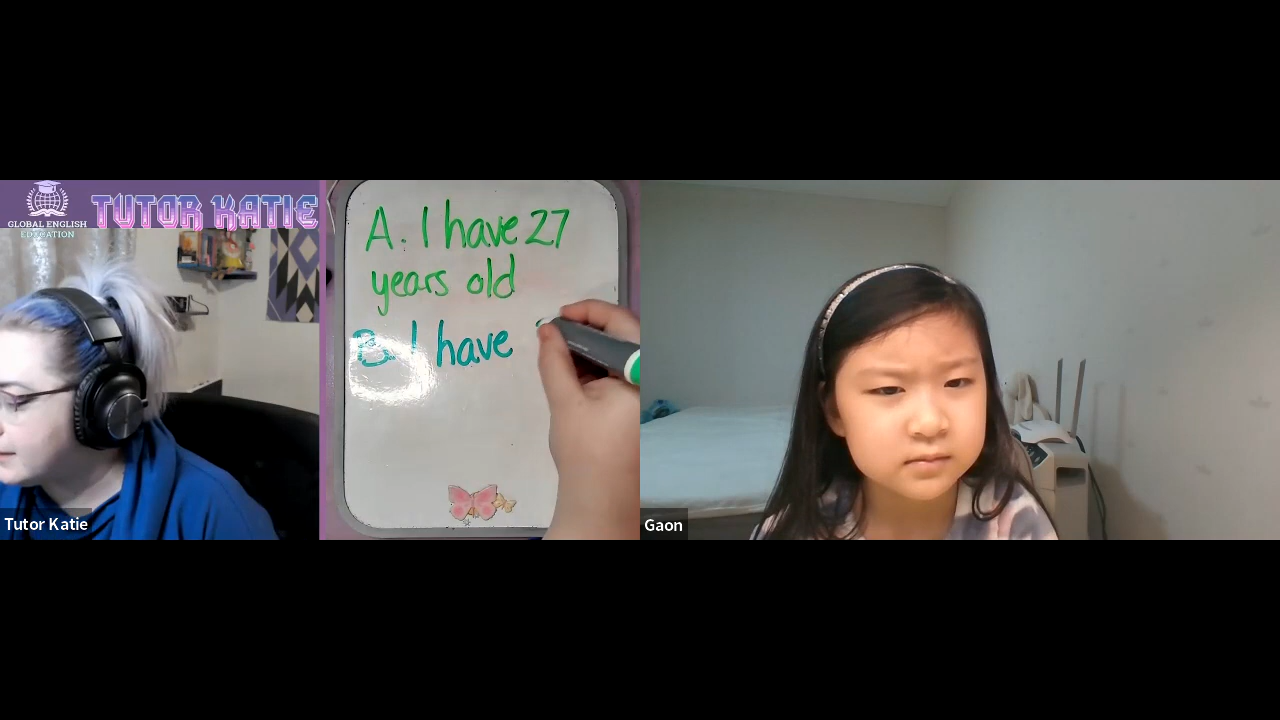 GLOBAL ENGLISH
EDUCATION
TUTOR KATIE
A. I have 27
years old
B. I have
Tutor Katie
Gaon